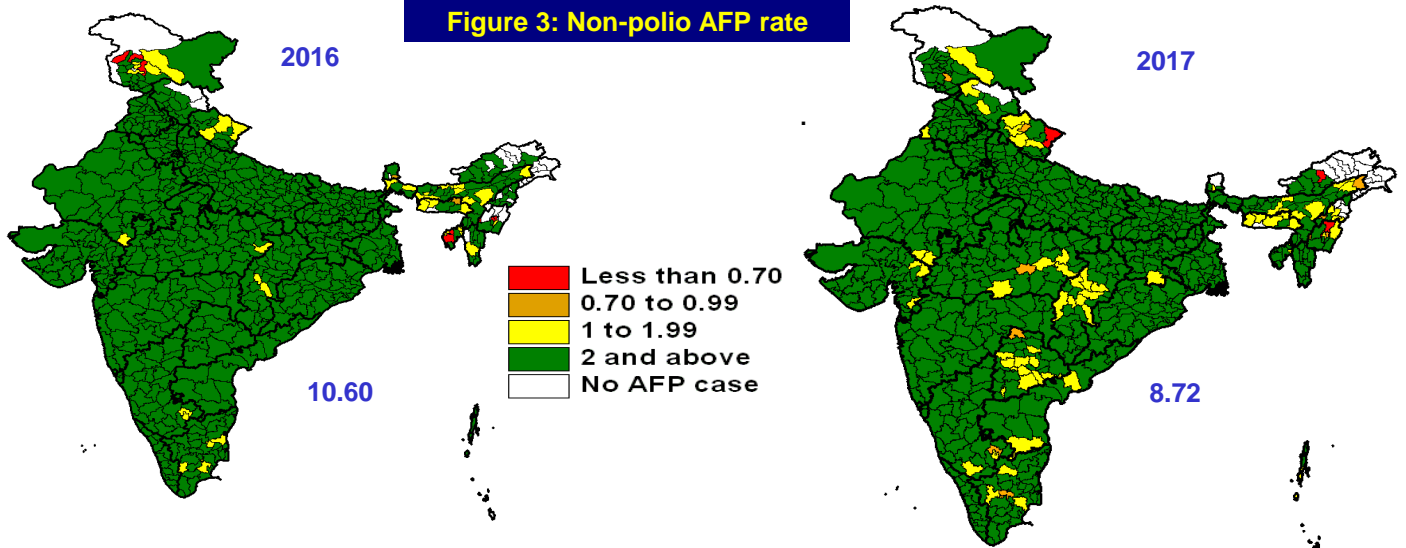 Figure 3: Non-polio AFP rate
2016
2017
Less than 0.70
0.70 to 0.99
1 to 1.99
2 and above
No AFP case
10.60
8.72